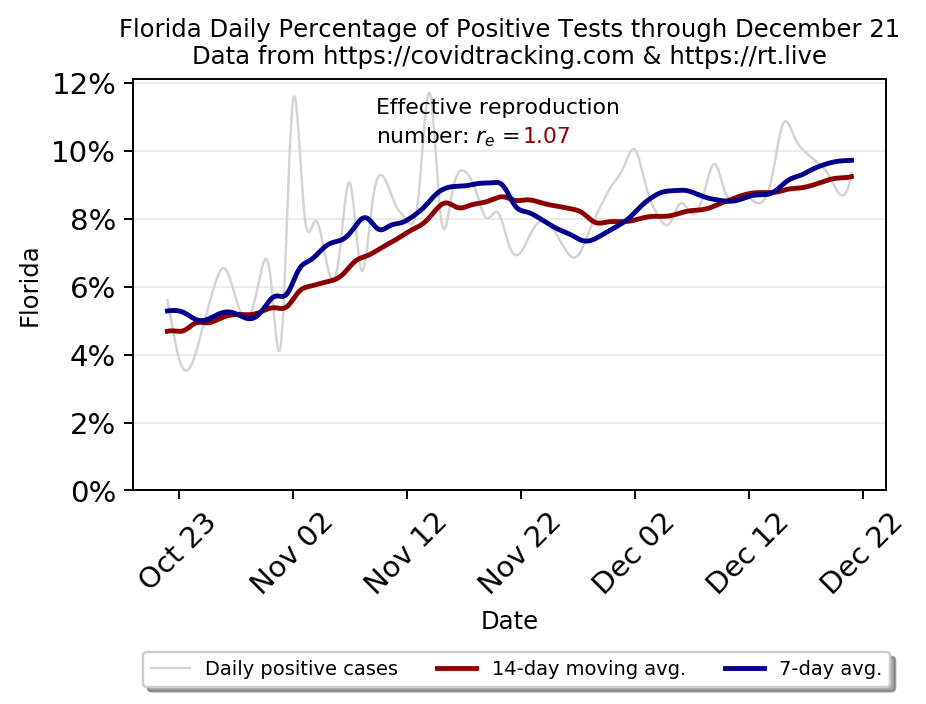 Florida Daily Percentage of Positive Tests through December 21
Data from https://covidtracking.com & https://rt.live
12%
Effective reproduction
number: rₑ =1.07
10%
8%
6%
4%
2%
0%
Florida
Oct 23
Nov 02
Nov 12
Nov 22
Dec 02
Dec 12
Dec 22
Date
Daily positive cases
14-day moving avg.
7-day avg.